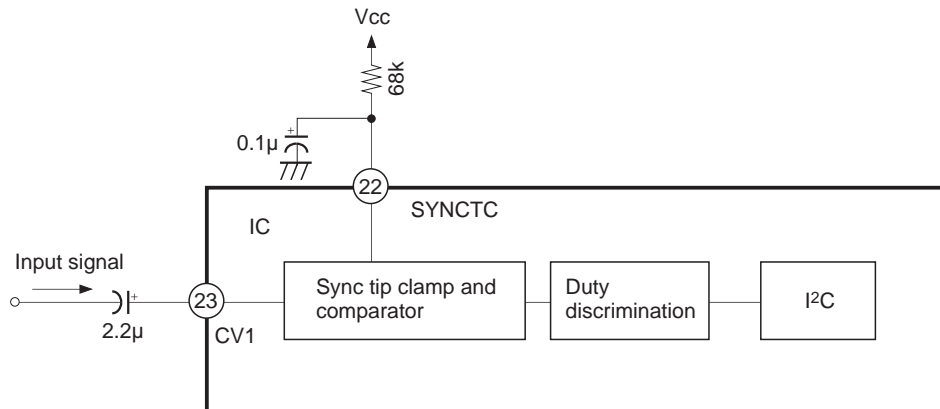 Vcc
68k
0.1µ
+
22
SYNCTC
IC
Input signal
+
2.2µ
23
CV1
Sync tip clamp and
comparator
Duty
discrimination
I²C